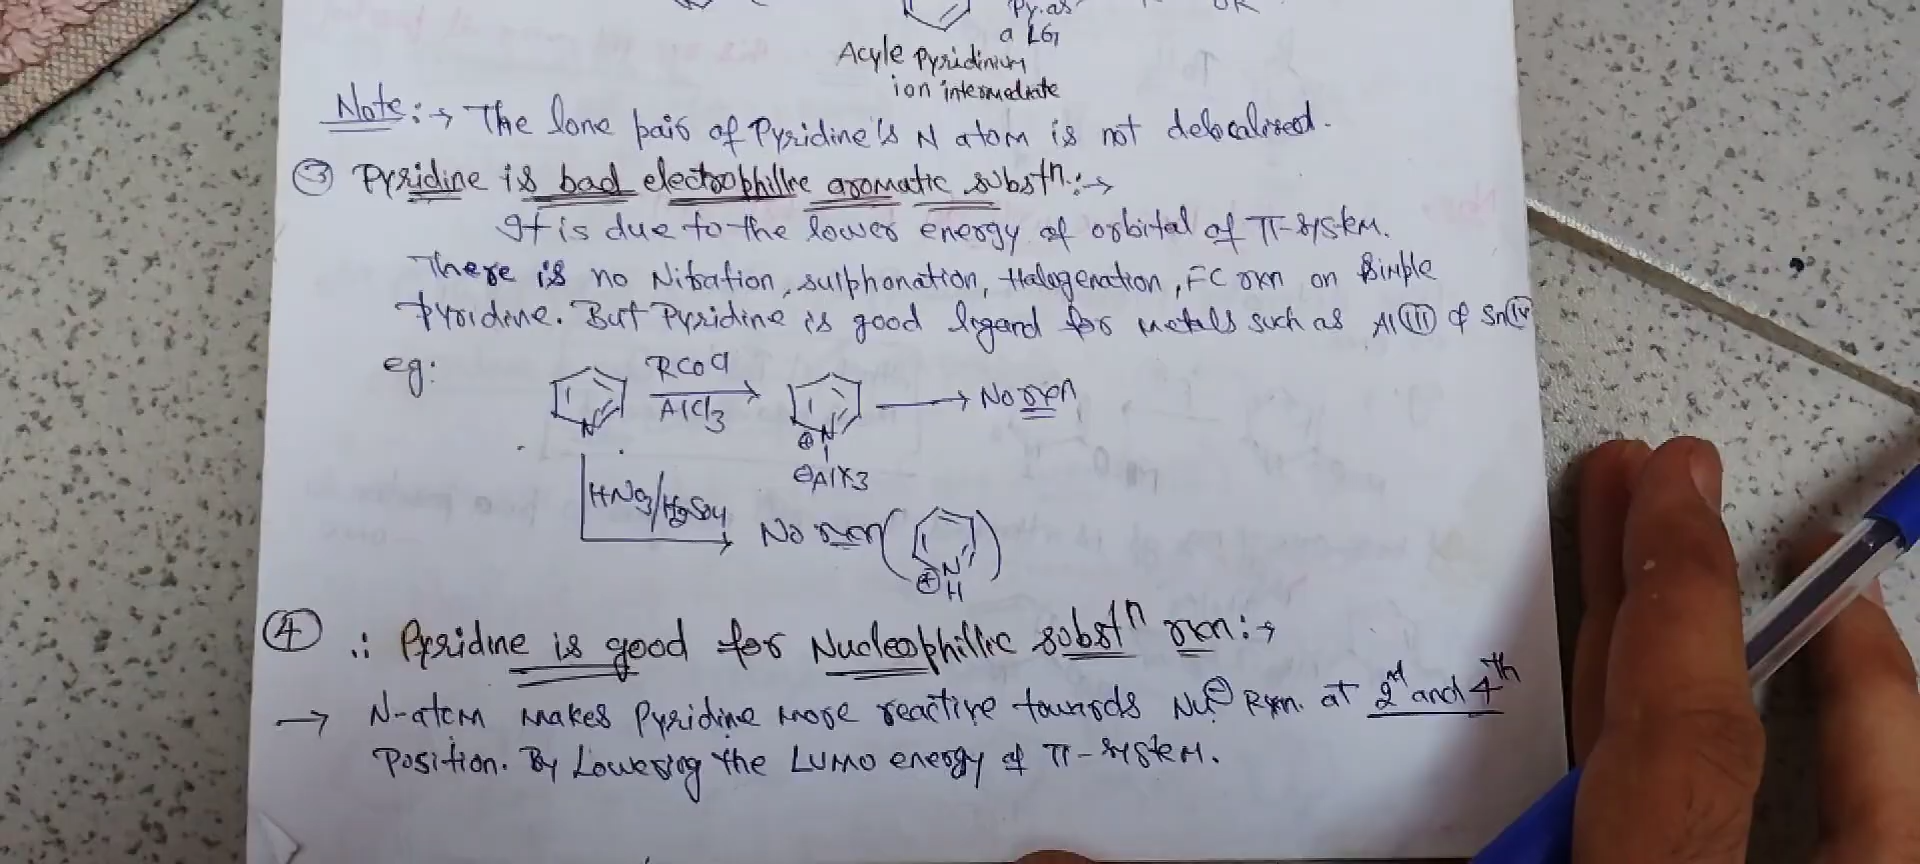 Py. as
a LG
Acyle Pyridinium
ion intermediate
Note: → The lone pair of Pyridine's N atom is not delocalised.
③ Pyridine is bad electrophillic aromatic substⁿ: →
It is due to the lower energy of orbital of π-system.
There is no Nitration, sulphonation, Halogenation, FC rxn on simple
Pyridine. But Pyridine is good ligand for metals such as Al(III) & Sn(IV)
eg:
RCOCl
AlCl3
N
⊕N
⊖AlX3
→ No rxn
HNO3/H2SO4
No rxn (
⊕N
H
)
④ ∴ Pyridine is good for Nucleophillic substⁿ rxn: →
→ N-atom makes Pyridine more reactive towards Nu⊖ Rxn. at 2nd and 4th
Position. By Lowering the LUMO energy of π-system.